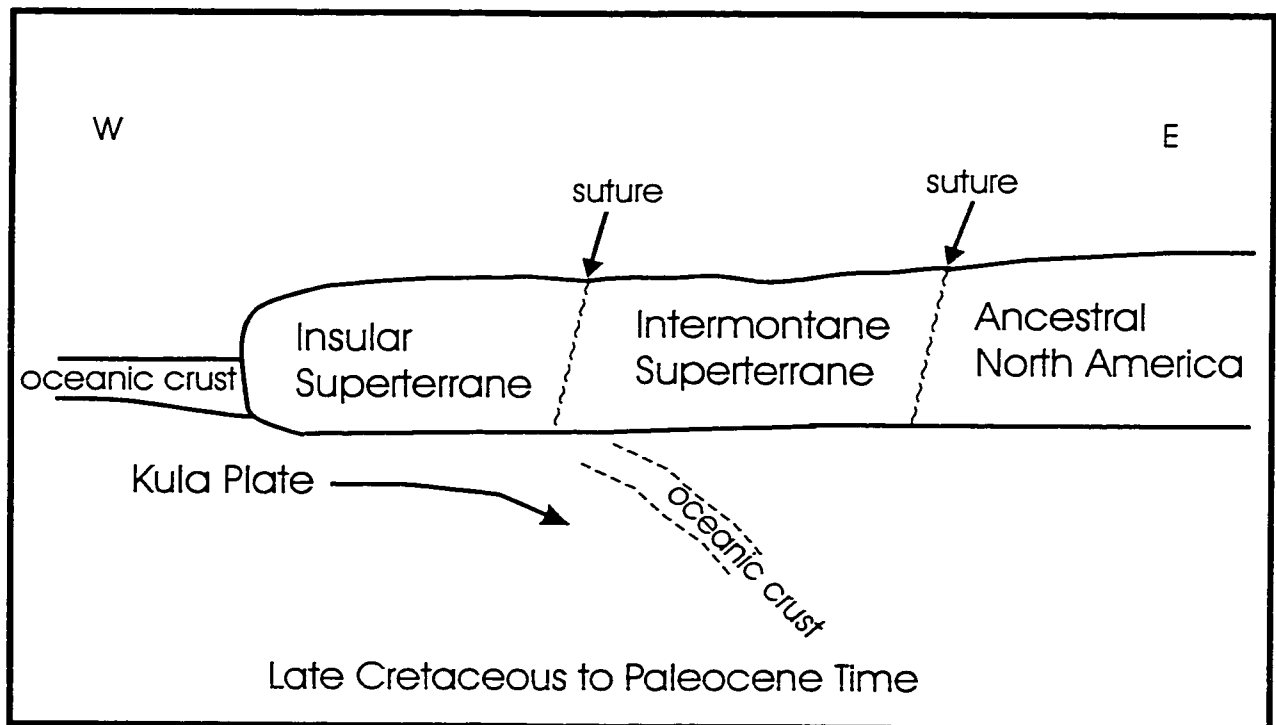 W
E
suture
suture
Insular
Superterrane
Intermontane
Superterrane
Ancestral
North America
oceanic crust
Kula Plate
oceanic crust
Late Cretaceous to Paleocene Time